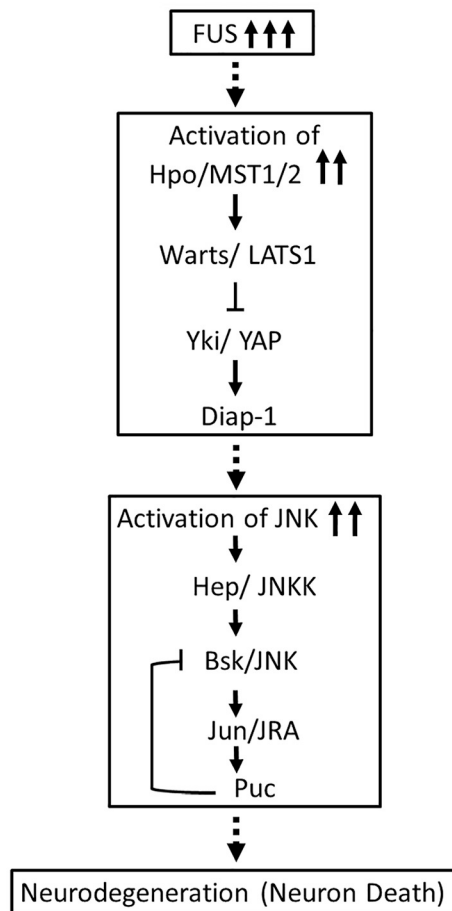 FUS
Activation of
Hpo/MST1/2
Warts/ LATS1
Yki/ YAP
Diap-1
Activation of JNK
Hep/ JNKK
Bsk/JNK
Jun/JRA
Puc
Neurodegeneration (Neuron Death)